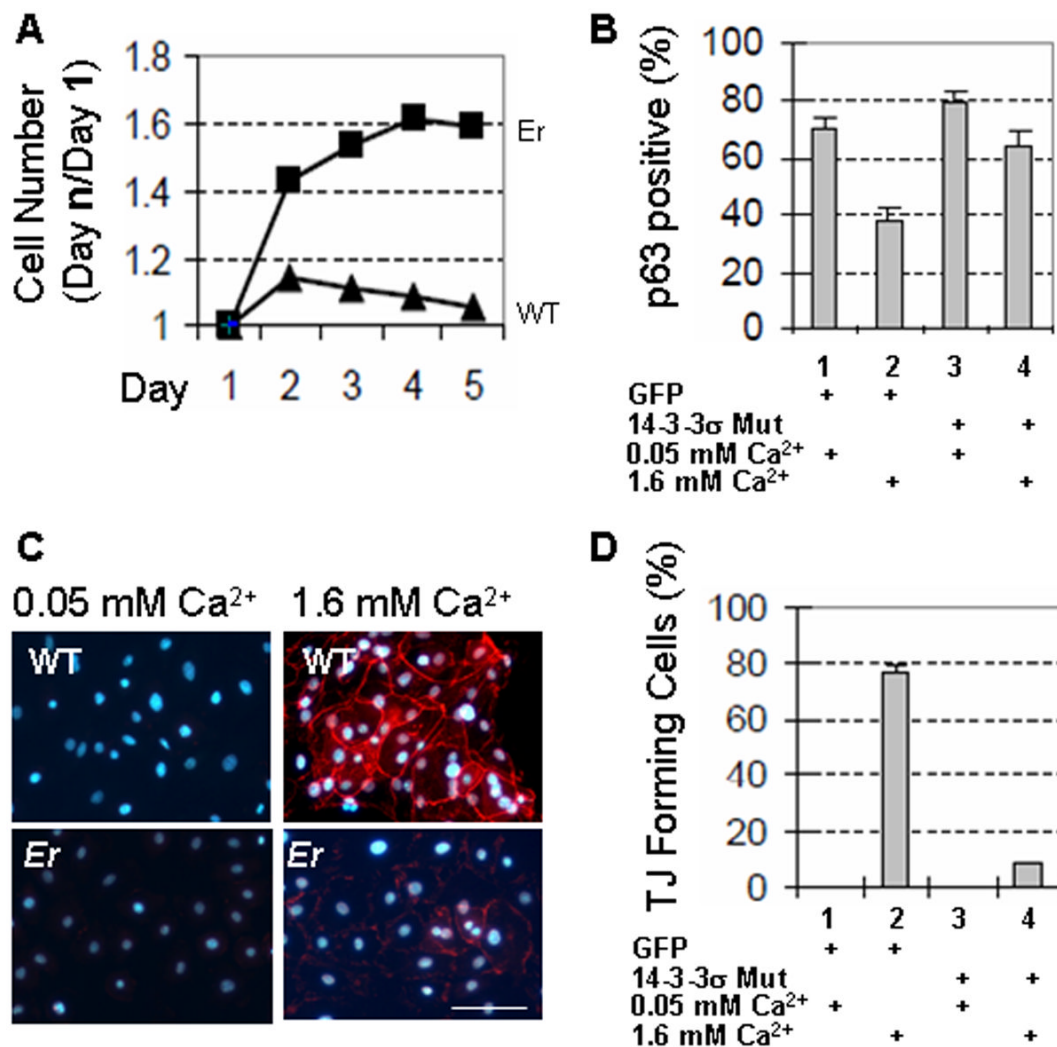 A
Cell Number
(Day n/Day 1)
1.8
1.6
1.4
1.2
1
Er
WT
Day 1 2 3 4 5
B
p63 positive (%)
100
80
60
40
20
0
1 2 3 4
GFP + +
14-3-3σ Mut + +
0.05 mM Ca²⁺ + +
1.6 mM Ca²⁺ + +
C
0.05 mM Ca²⁺ 1.6 mM Ca²⁺
WT WT
Er Er
D
TJ Forming Cells (%)
100
80
60
40
20
0
1 2 3 4
GFP + +
14-3-3σ Mut + +
0.05 mM Ca²⁺ + +
1.6 mM Ca²⁺ + +